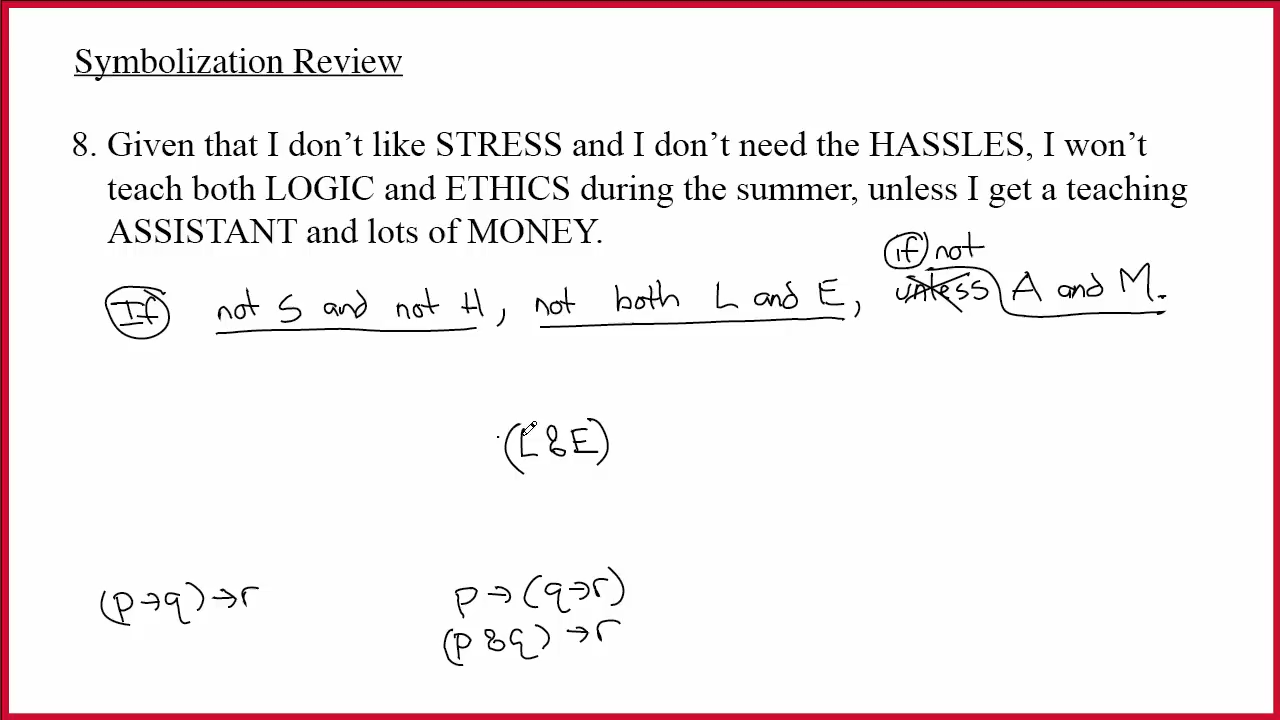 Symbolization Review
8. Given that I don't like STRESS and I don't need the HASSLES, I won't
teach both LOGIC and ETHICS during the summer, unless I get a teaching
ASSISTANT and lots of MONEY.
if not
If not S and not H, not both L and E, unless A and M.
(L & E)
(p→q)→r
p→(q→r)
(p & q)→r